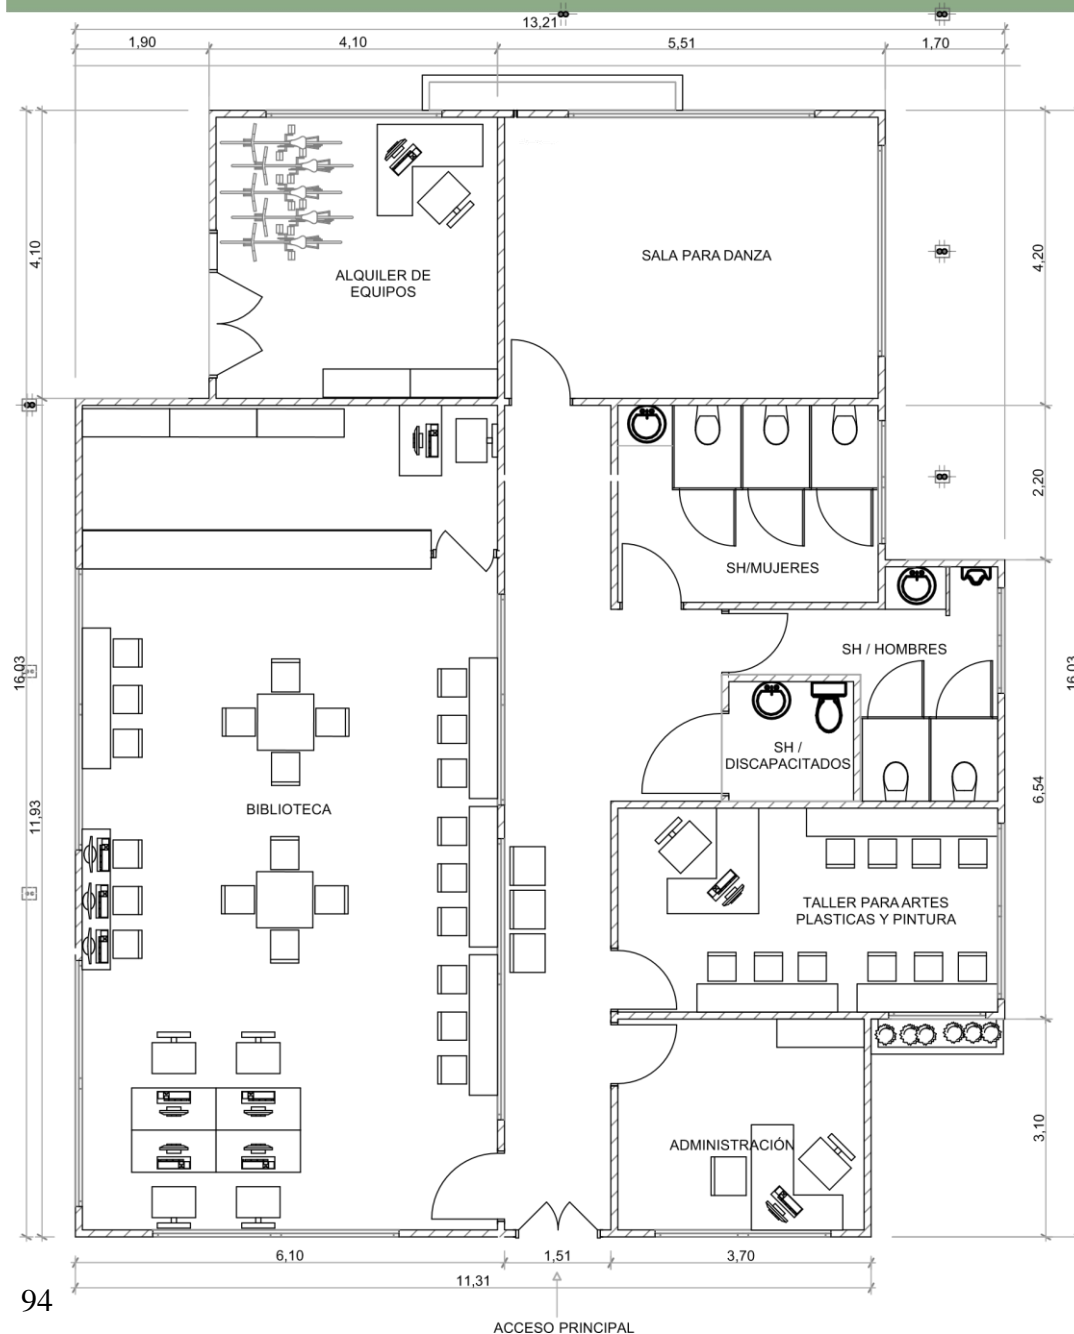 13,21
1,90
4,10
5,51
1,70
4,10
4,20
SALA PARA DANZA
ALQUILER DE
EQUIPOS
2,20
SH/MUJERES
SH / HOMBRES
16,03
16,03
SH /
DISCAPACITADOS
6,54
11,93
BIBLIOTECA
TALLER PARA ARTES
PLASTICAS Y PINTURA
3,10
ADMINISTRACIÓN
6,10
1,51
3,70
11,31
94
ACCESO PRINCIPAL